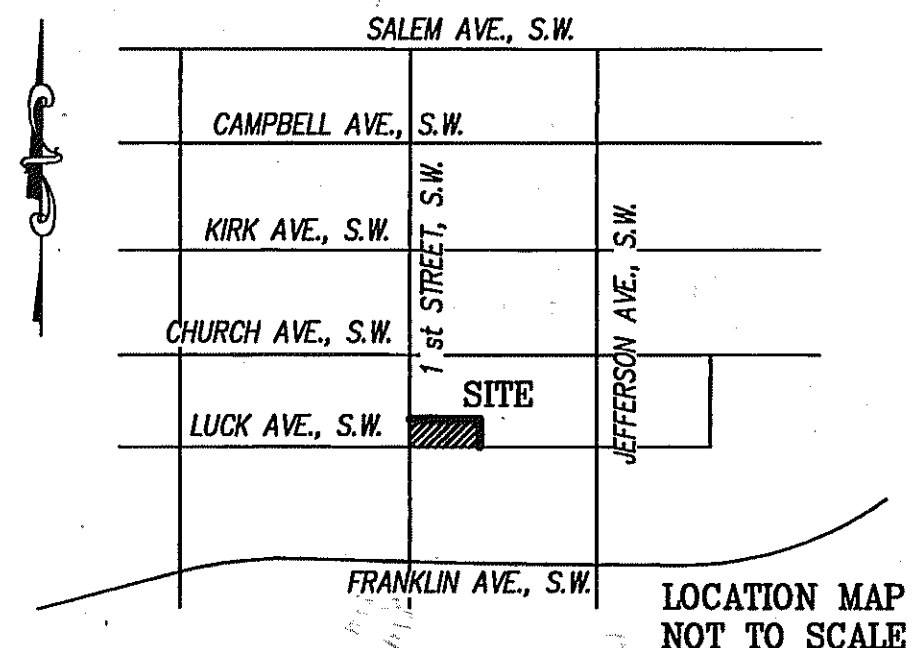 SALEM AVE., S.W.
CAMPBELL AVE., S.W.
KIRK AVE., S.W.
1 st STREET, S.W.
JEFFERSON AVE., S.W.
CHURCH AVE., S.W.
SITE
LUCK AVE., S.W.
FRANKLIN AVE., S.W.
LOCATION MAP
NOT TO SCALE